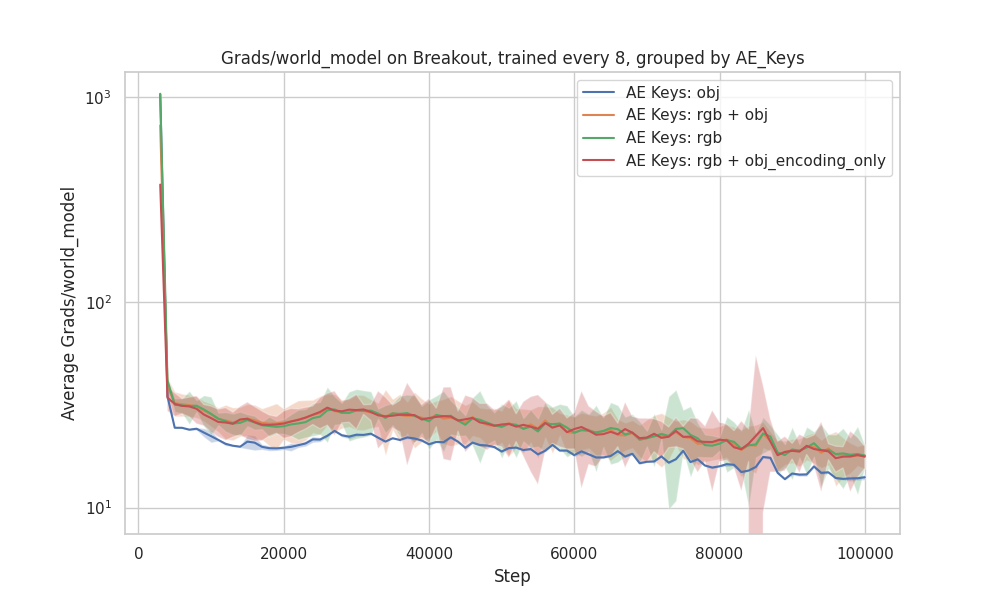 Grads/world_model on Breakout, trained every 8, grouped by AE_Keys
AE Keys: obj
AE Keys: rgb + obj
AE Keys: rgb
AE Keys: rgb + obj_encoding_only
10³
10²
10¹
Average Grads/world_model
0
20000
40000
60000
80000
100000
Step